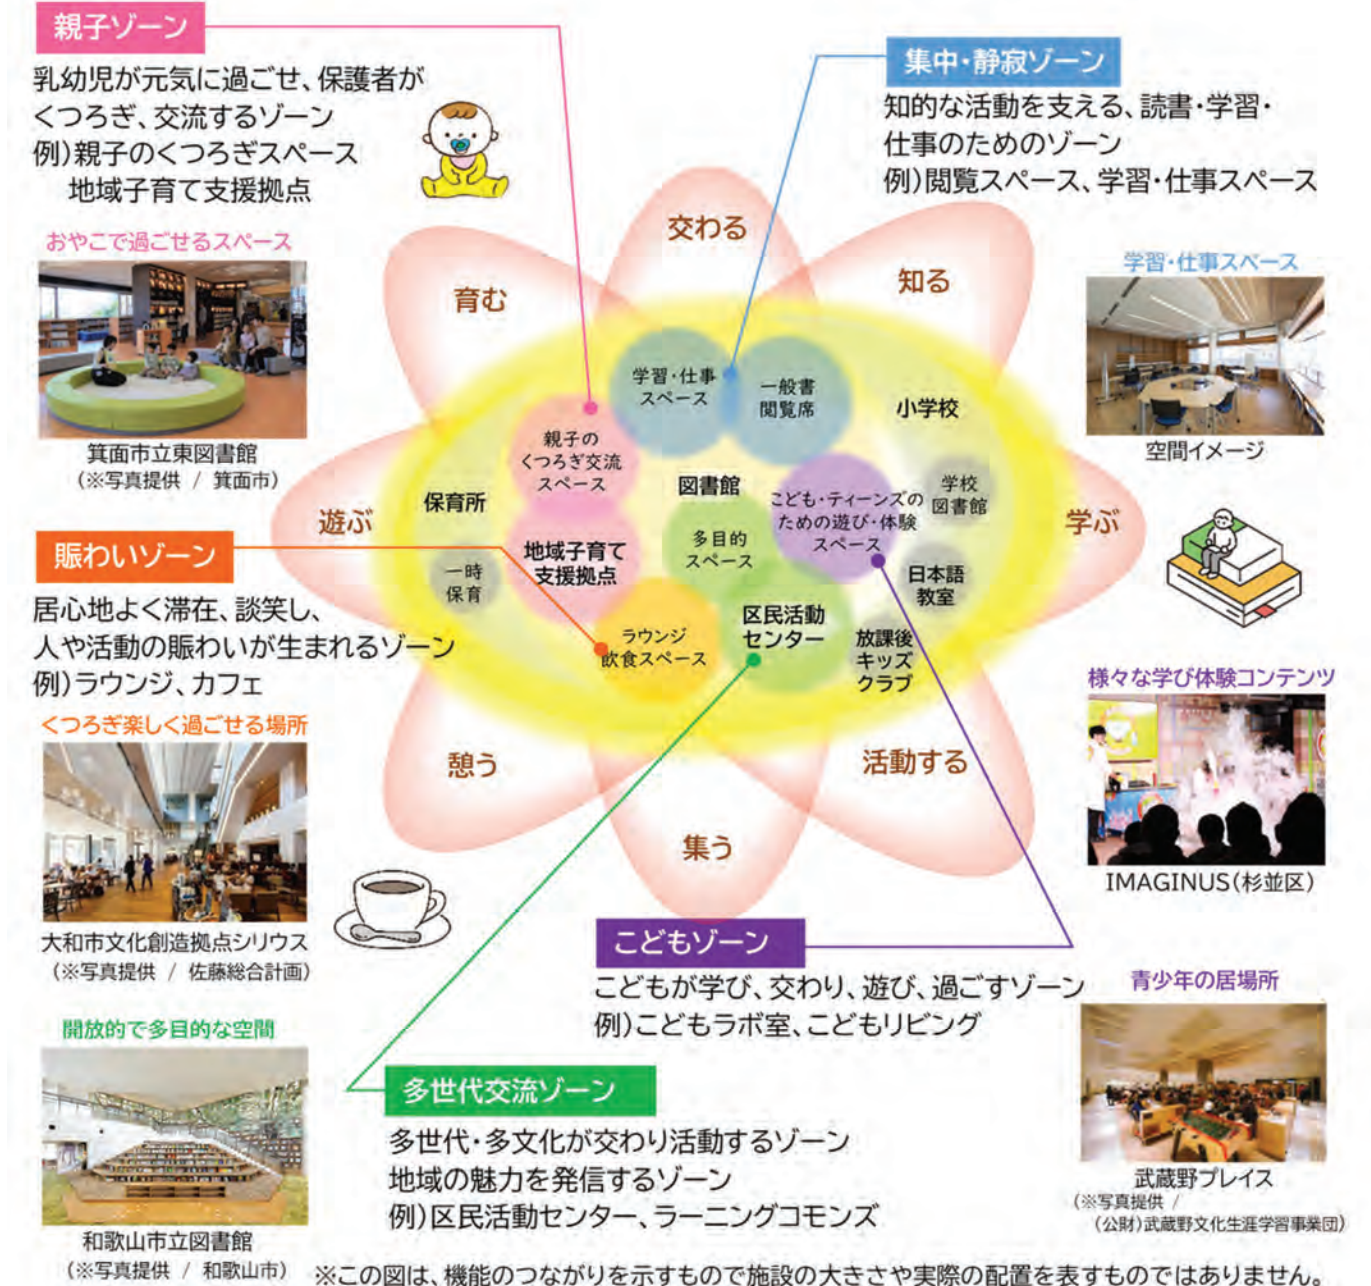 親子ゾーン
乳幼児が元気に過ごせ、保護者が
くつろぎ、交流するゾーン
例)親子のくつろぎスペース
地域子育て支援拠点
おやこで過ごせるスペース
箕面市立東図書館
(※写真提供 / 箕面市)
集中・静寂ゾーン
知的な活動を支える、読書・学習・
仕事のためのゾーン
例)閲覧スペース、学習・仕事スペース
学習・仕事スペース
空間イメージ
交わる
知る
育む
学ぶ
遊ぶ
憩う
集う
活動する
学習・仕事
スペース
一般書
閲覧席
小学校
親子の
くつろぎ交流
スペース
保育所
図書館
こども・ティーンズの
ための遊び・体験
スペース
学校
図書館
多目的
スペース
地域子育て
支援拠点
一時
保育
日本語
教室
区民活動
センター
ラウンジ
飲食スペース
放課後
キッズ
クラブ
賑わいゾーン
居心地よく滞在、談笑し、
人や活動の賑わいが生まれるゾーン
例)ラウンジ、カフェ
くつろぎ楽しく過ごせる場所
大和市文化創造拠点シリウス
(※写真提供 / 佐藤総合計画)
開放的で多目的な空間
和歌山市立図書館
(※写真提供 / 和歌山市)
様々な学び体験コンテンツ
IMAGINUS(杉並区)
こどもゾーン
こどもが学び、交わり、遊び、過ごすゾーン
例)こどもラボ室、こどもリビング
青少年の居場所
武蔵野プレイス
(※写真提供 /
(公財)武蔵野文化生涯学習事業団)
多世代交流ゾーン
多世代・多文化が交わり活動するゾーン
地域の魅力を発信するゾーン
例)区民活動センター、ラーニングコモンズ
※この図は、機能のつながりを示すもので施設の大きさや実際の配置を表すものではありません。